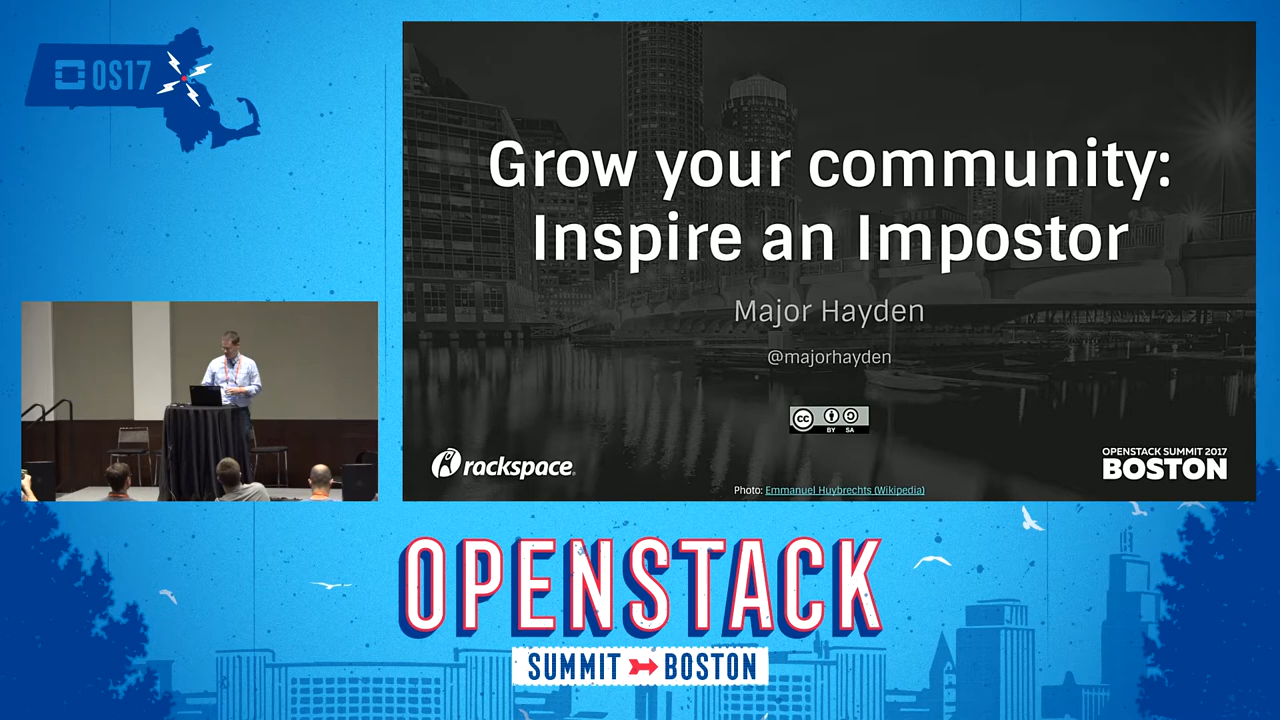 OS17
Grow your community:
Inspire an Impostor
Major Hayden
@majorhayden
cc
BY SA
rackspace®
OPENSTACK SUMMIT 2017
BOSTON
Photo: Emmanuel Huybrechts (Wikipedia)
OPENSTACK
SUMMIT BOSTON